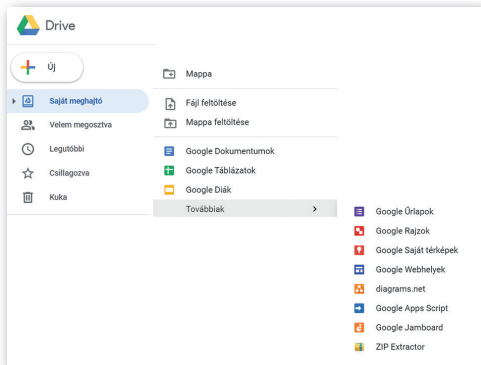 Drive
Új
Saját meghajtó
Velem megosztva
Legutóbbi
Csillagozva
Kuka
Mappa
Fájl feltöltése
Mappa feltöltése
Google Dokumentumok
Google Táblázatok
Google Diák
Továbbiak
Google Űrlapok
Google Rajzok
Google Saját térképek
Google Webhelyek
diagrams.net
Google Apps Script
Google Jamboard
ZIP Extractor